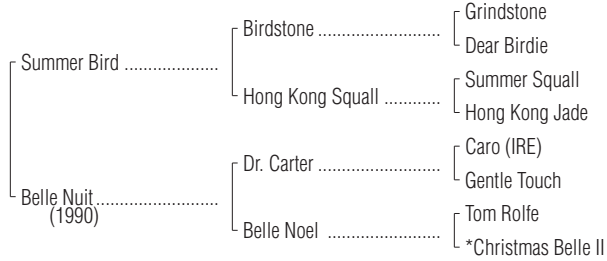 Grindstone
Birdstone ..........................
Dear Birdie
Summer Bird ....................
Summer Squall
Hong Kong Squall ............
Hong Kong Jade
Caro (IRE)
Dr. Carter ..........................
Gentle Touch
Belle Nuit..........................
(1990)
Tom Rolfe
Belle Noel ........................
*Christmas Belle II